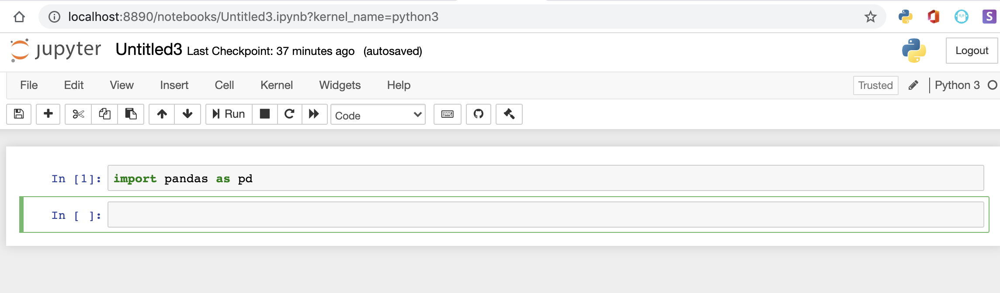 localhost:8890/notebooks/Untitled3.ipynb?kernel_name=python3
S
jupyter Untitled3 Last Checkpoint: 37 minutes ago (autosaved)
Logout
File Edit View Insert Cell Kernel Widgets Help
Trusted Python 3
Run Code
In [1]: import pandas as pd
In [ ]: